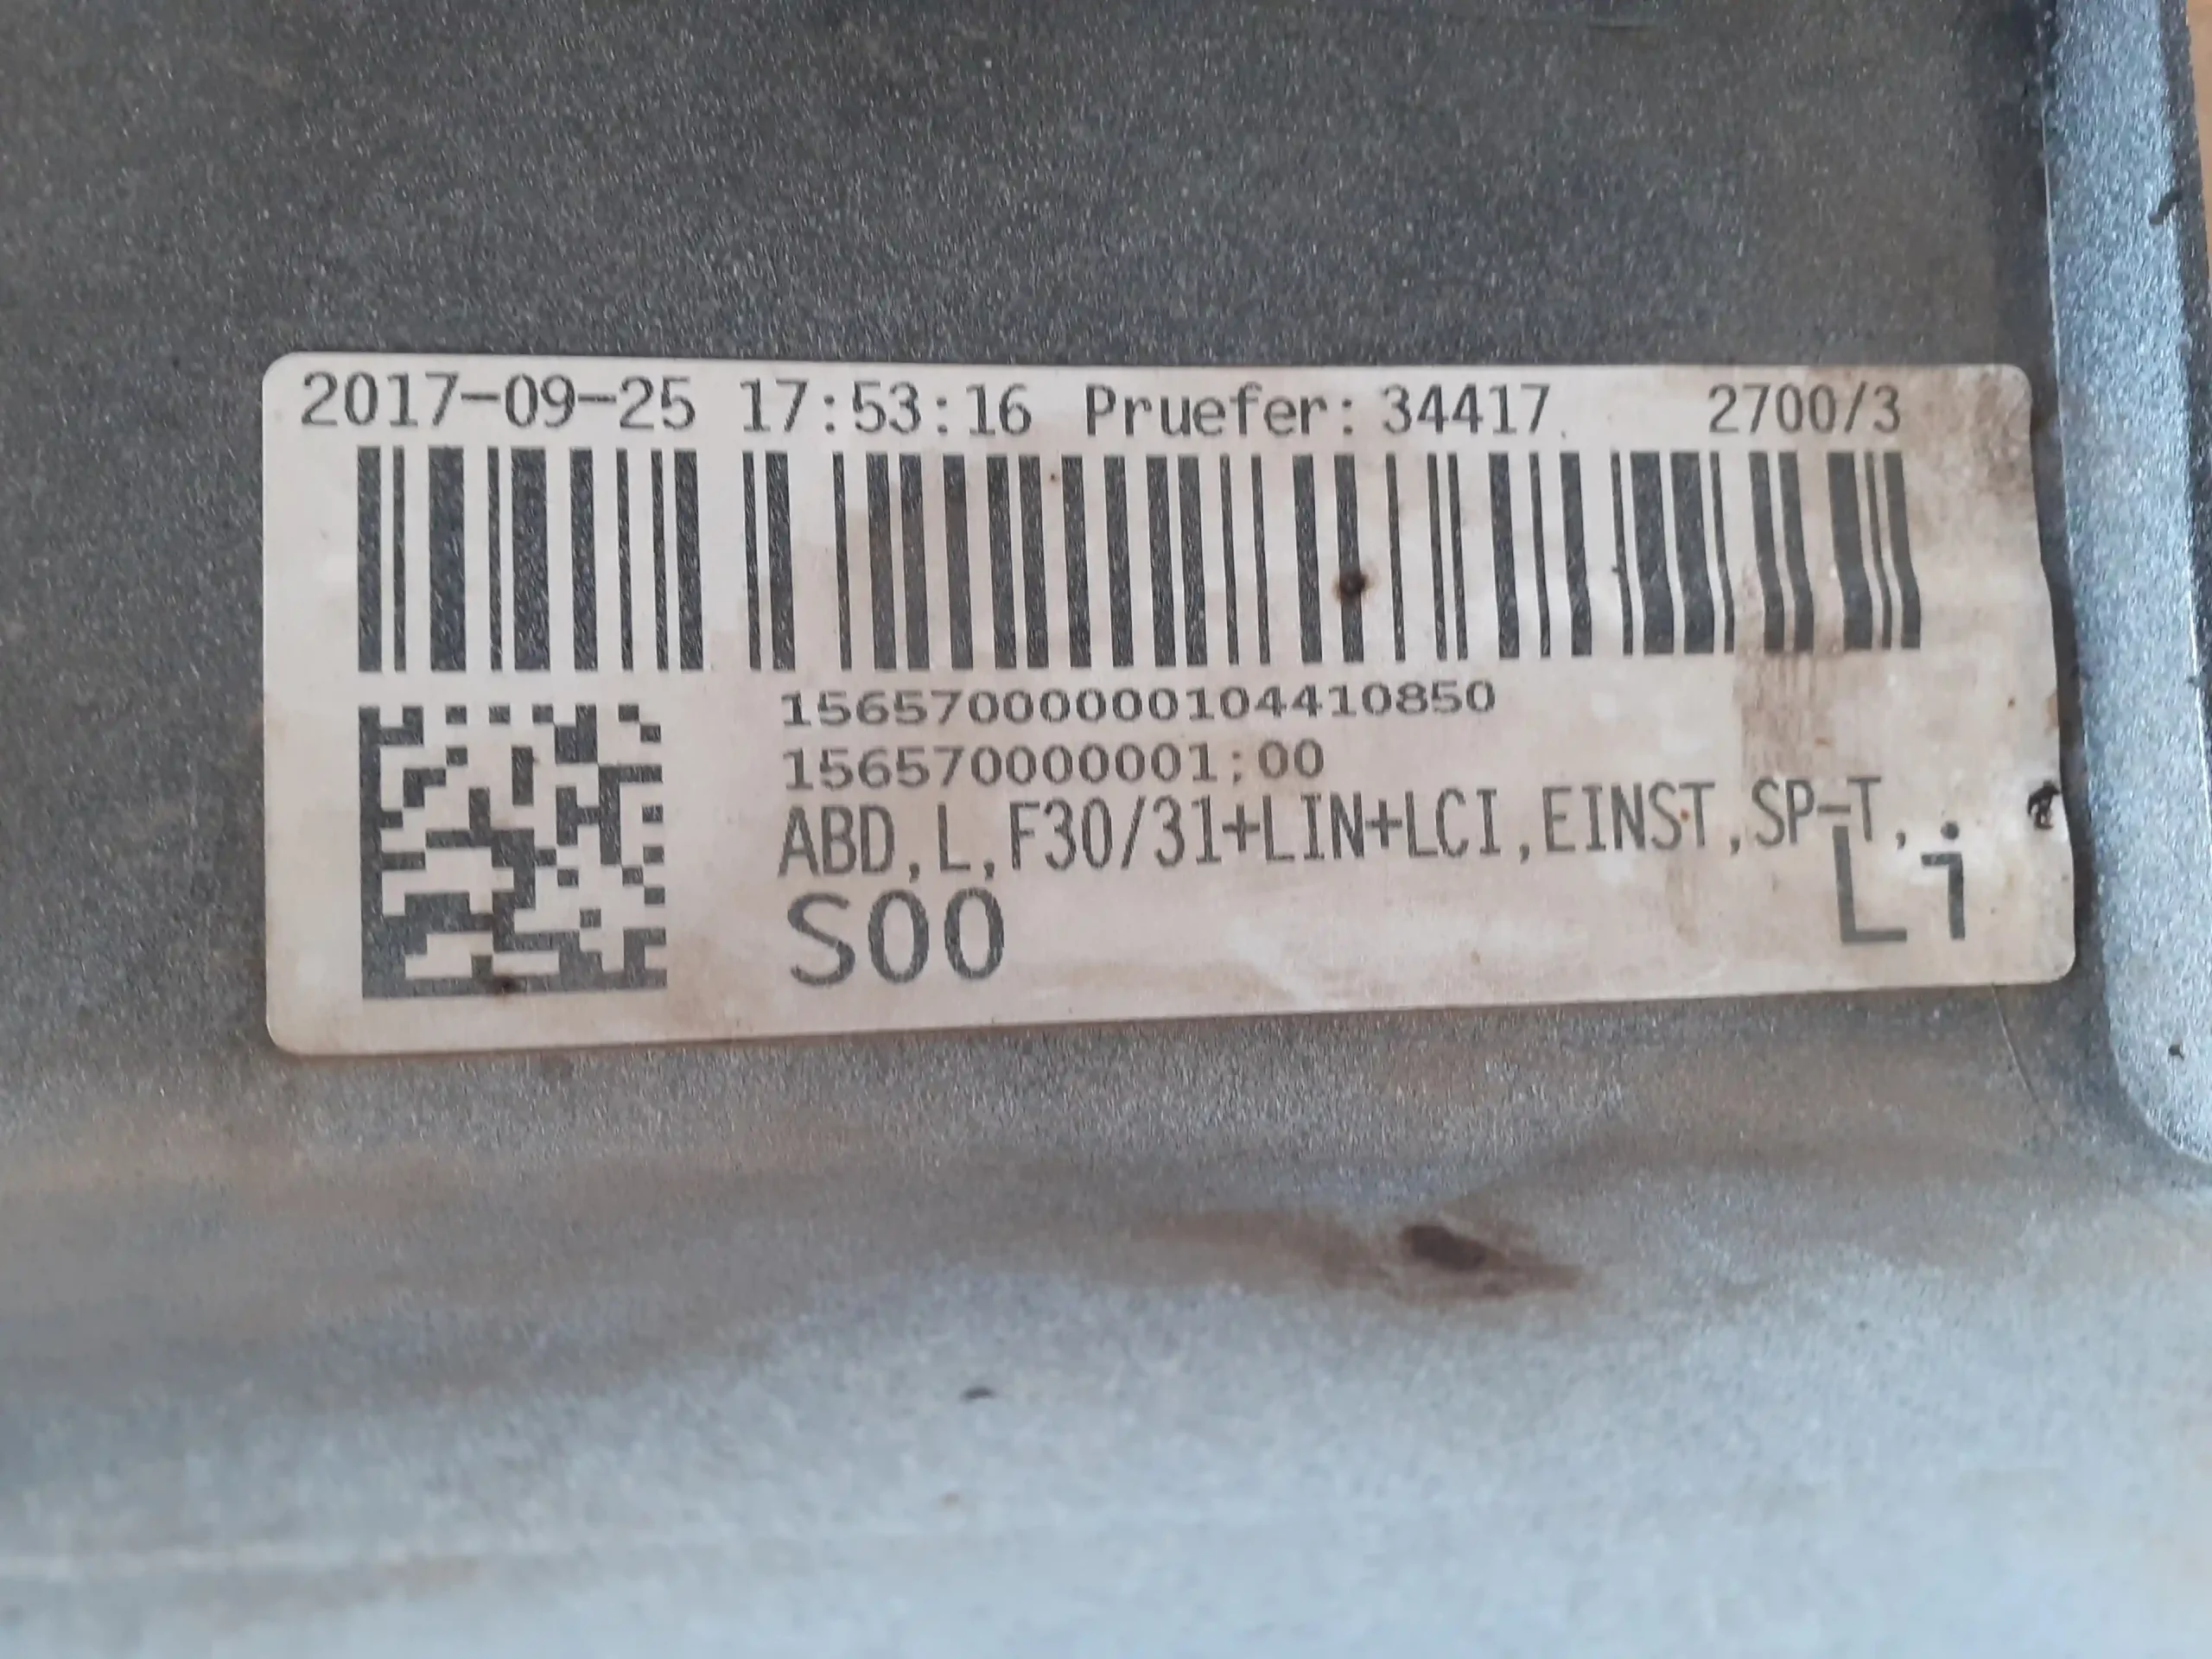 2017-09-25 17:53:16 Pruefer: 34417 2700/3
15657000000104410850
156570000001;00
ABD,L,F30/31+LIN+LCI,EINST,SP-T,
S00 Li